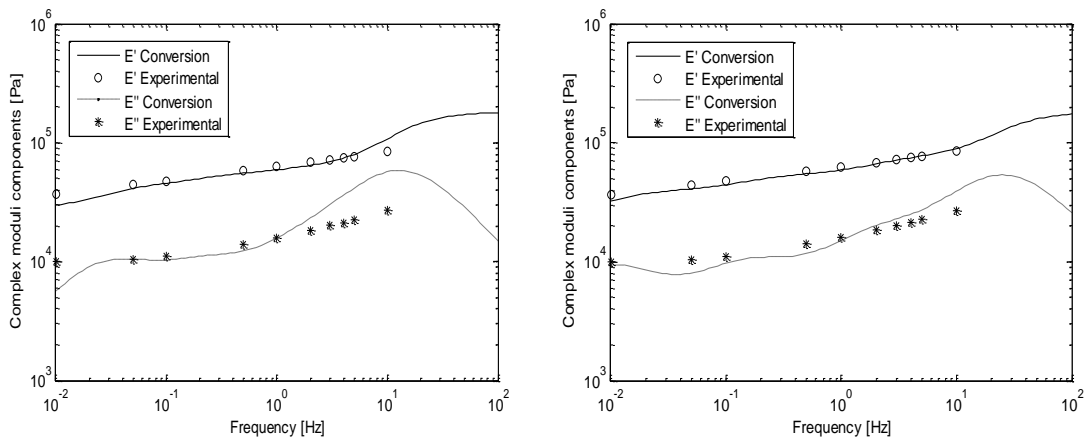 10^6
10^5
10^4
10^3
Complex moduli components [Pa]
E' Conversion
E' Experimental
E'' Conversion
E'' Experimental
10^-2
10^-1
10^0
10^1
10^2
Frequency [Hz]
10^6
10^5
10^4
10^3
Complex moduli components [Pa]
E' Conversion
E' Experimental
E'' Conversion
E'' Experimental
10^-2
10^-1
10^0
10^1
10^2
Frequency [Hz]